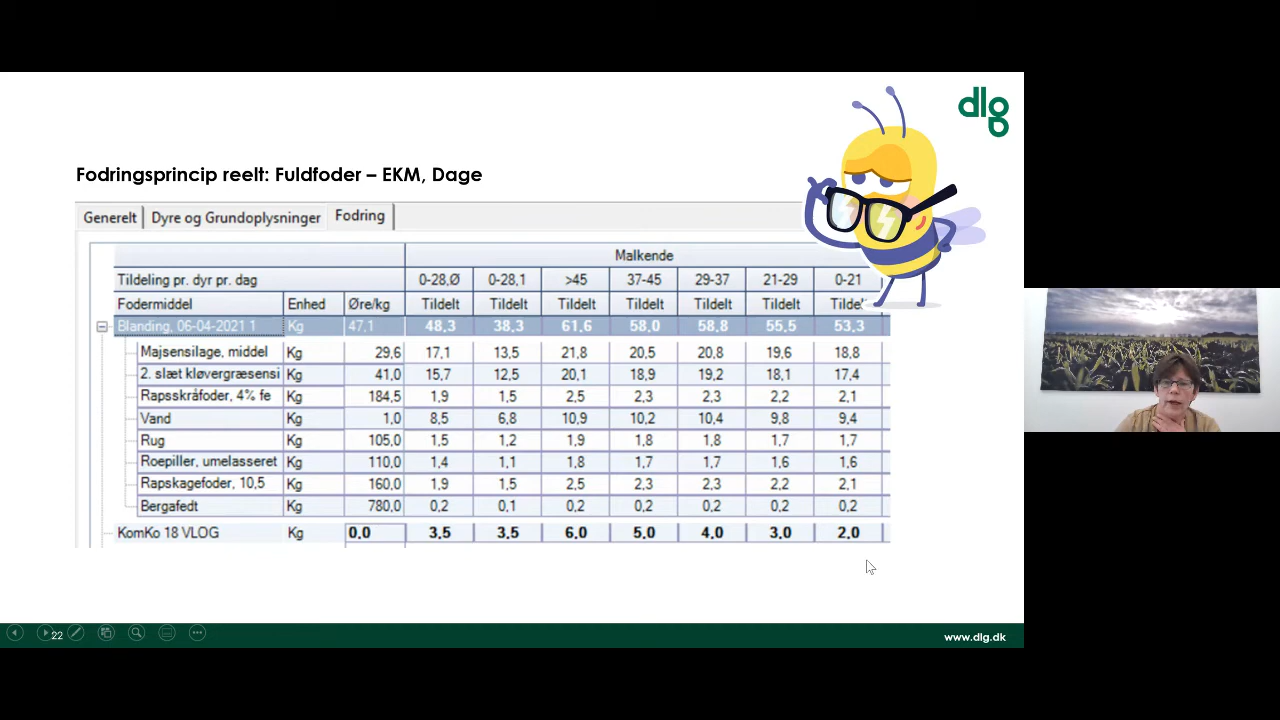 dlg
Fodringsprincip reelt: Fuldfoder – EKM, Dage
Generelt Dyre og Grundoplysninger Fodring
Malkende
Tildeling pr. dyr pr. dag 0-28,Ø 0-28,1 >45 37-45 29-37 21-29 0-21
Fodermiddel Enhed Øre/kg Tildelt Tildelt Tildelt Tildelt Tildelt Tildelt
Blanding, 06-04-2021 1 Kg 47,1 48,3 38,3 61,6 58,0 58,8 55,5 53,3
Majsensilage, middel Kg 29,6 17,1 13,5 21,8 20,5 20,8 19,6 18,8
2. slæt kløvergræsensi Kg 41,0 15,7 12,5 20,1 18,9 19,2 18,1 17,4
Rapsskråfoder, 4% fe Kg 184,5 1,9 1,5 2,5 2,3 2,3 2,2 2,1
Vand Kg 1,0 8,5 6,8 10,9 10,2 10,4 9,8 9,4
Rug Kg 105,0 1,5 1,2 1,9 1,8 1,8 1,7 1,7
Roepiller, umelasseret Kg 110,0 1,4 1,1 1,8 1,7 1,7 1,6 1,6
Rapskagefoder, 10,5 Kg 160,0 1,9 1,5 2,5 2,3 2,3 2,2 2,1
Bergafedt Kg 780,0 0,2 0,1 0,2 0,2 0,2 0,2 0,2
KomKo 18 VLOG Kg 0,0 3,5 3,5 6,0 5,0 4,0 3,0 2,0
22
www.dlg.dk